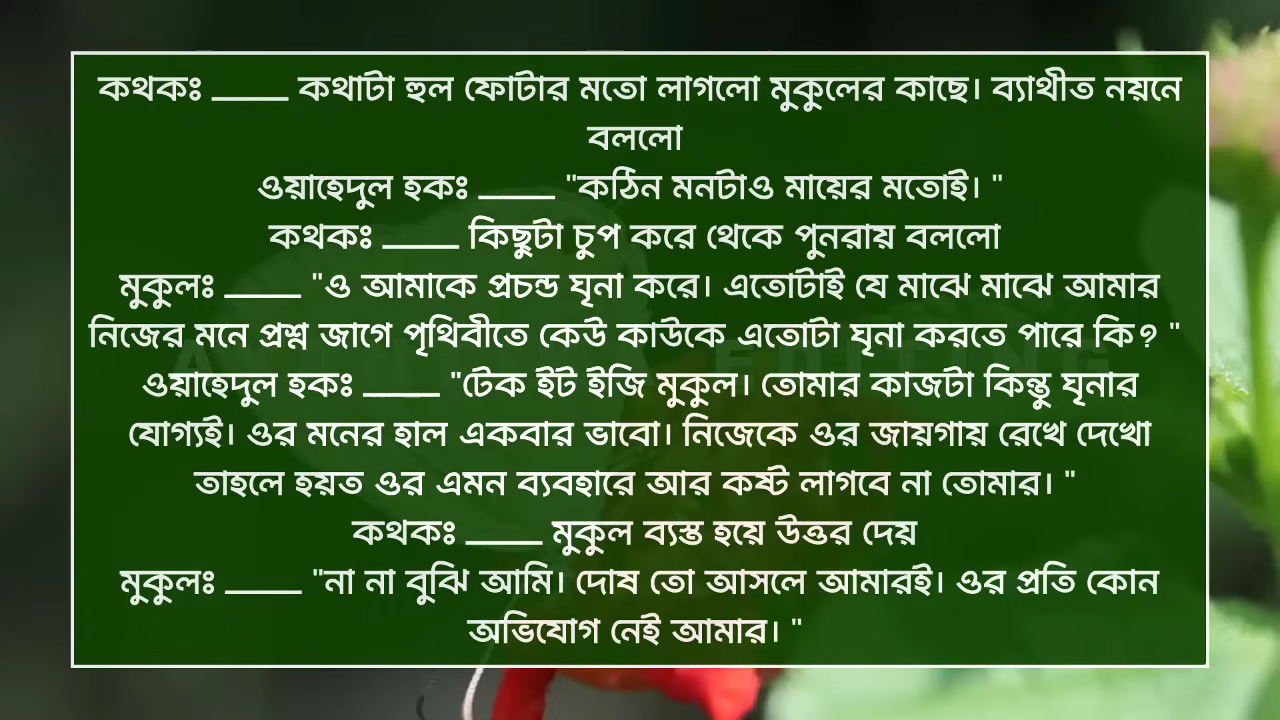 কথকঃ _____ কথাটা হুল ফোটার মতো লাগলো মুকুলের কাছে। ব্যাথীত নয়নে
বললো
ওয়াহেদুল হকঃ _____ "কঠিন মনটাও মায়ের মতোই। "
কথকঃ _____ কিছুটা চুপ করে থেকে পুনরায় বললো
মুকুলঃ _____ "ও আমাকে প্রচন্ড ঘৃনা করে। এতোটাই যে মাঝে মাঝে আমার
নিজের মনে প্রশ্ন জাগে পৃথিবীতে কেউ কাউকে এতোটা ঘৃনা করতে পারে কি? "
ওয়াহেদুল হকঃ _____ "টেক ইট ইজি মুকুল। তোমার কাজটা কিন্তু ঘৃনার
যোগ্যই। ওর মনের হাল একবার ভাবো। নিজেকে ওর জায়গায় রেখে দেখো
তাহলে হয়ত ওর এমন ব্যবহারে আর কষ্ট লাগবে না তোমার। "
কথকঃ _____ মুকুল ব্যস্ত হয়ে উত্তর দেয়
মুকুলঃ _____ "না না বুঝি আমি। দোষ তো আসলে আমারই। ওর প্রতি কোন
অভিযোগ নেই আমার। "